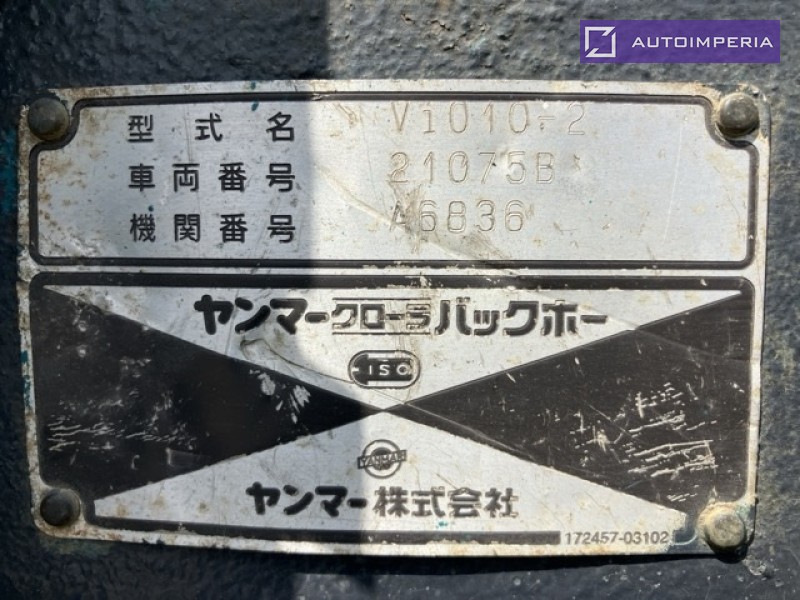 AUTOIMPERIA
型式名 Vi010-2
車両番号 21075B
機関番号 A6836
ヤンマークローラバックホー
ISO
YANMAR
ヤンマー株式会社
172457-03102